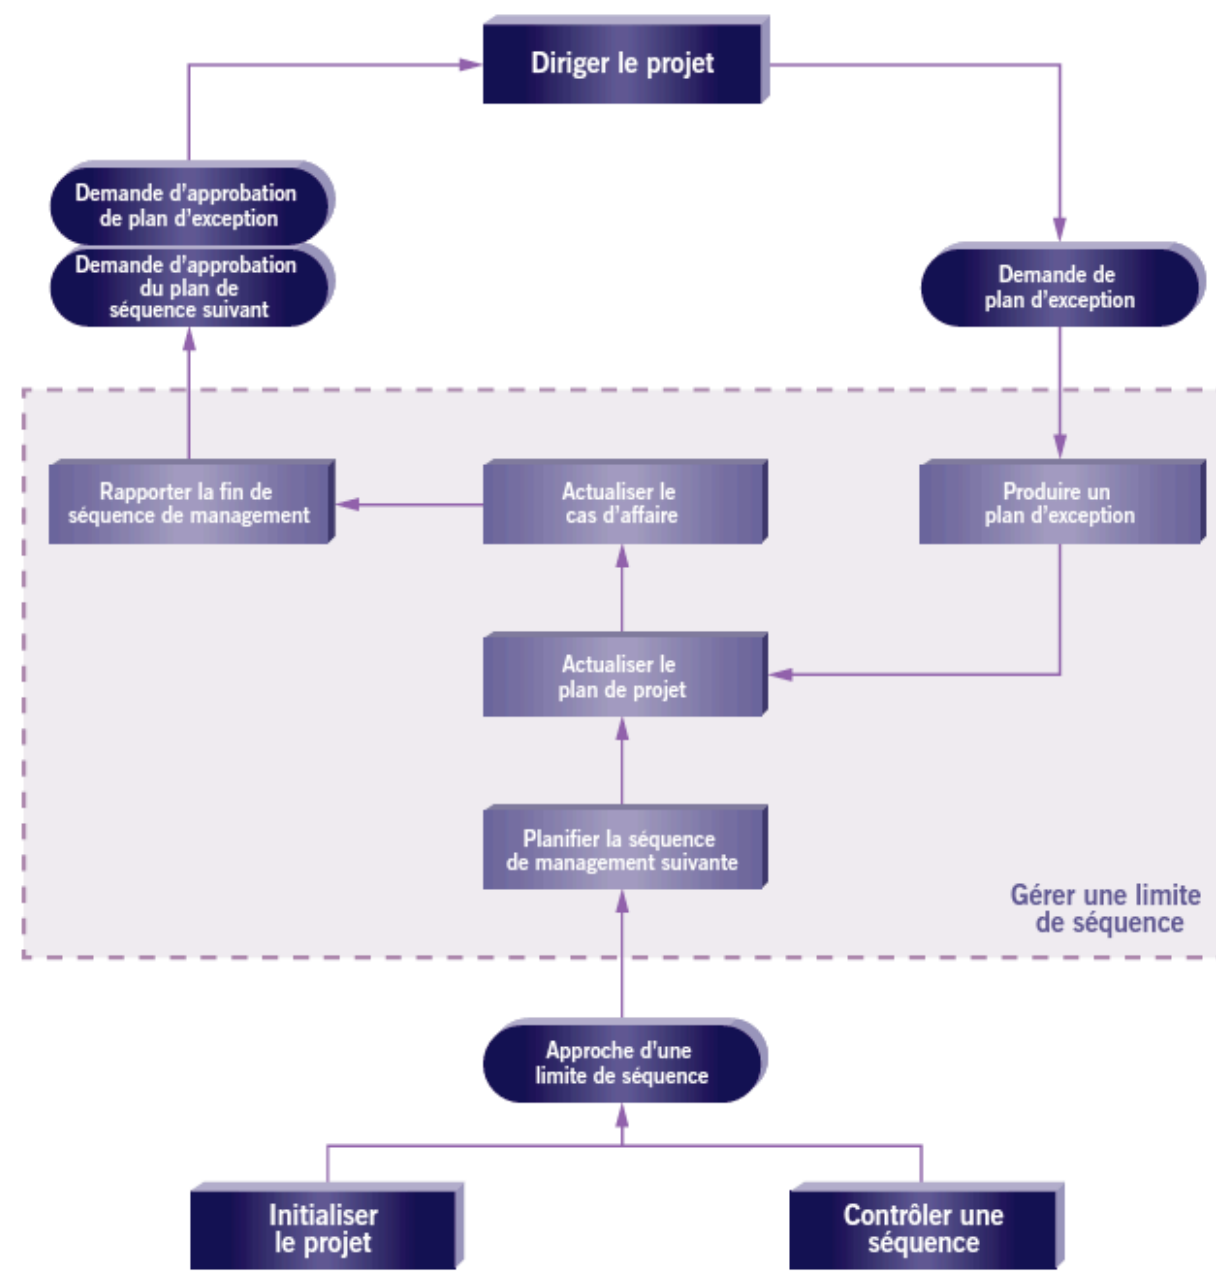 Diriger le projet
Demande d'approbation
de plan d'exception
Demande d'approbation
du plan de
séquence suivant
Demande de
plan d'exception
Rapporter la fin de
séquence de management
Actualiser le
cas d'affaire
Produire un
plan d'exception
Actualiser le
plan de projet
Planifier la séquence
de management suivante
Gérer une limite
de séquence
Approche d'une
limite de séquence
Initialiser
le projet
Contrôler une
séquence